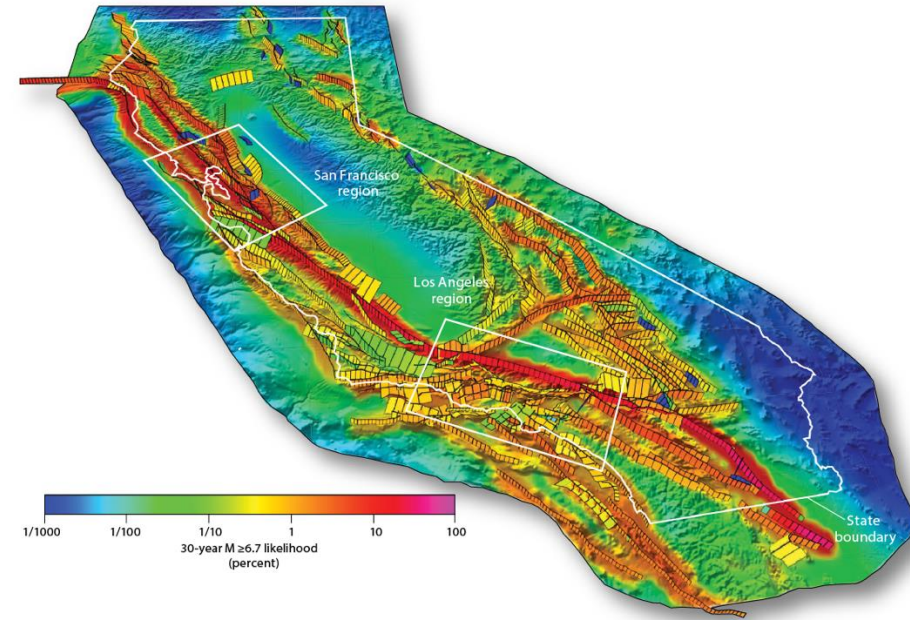 San Francisco
region
Los Angeles
region
State
boundary
1/1000 1/100 1/10 1 10 100
30-year M ≥6.7 likelihood
(percent)